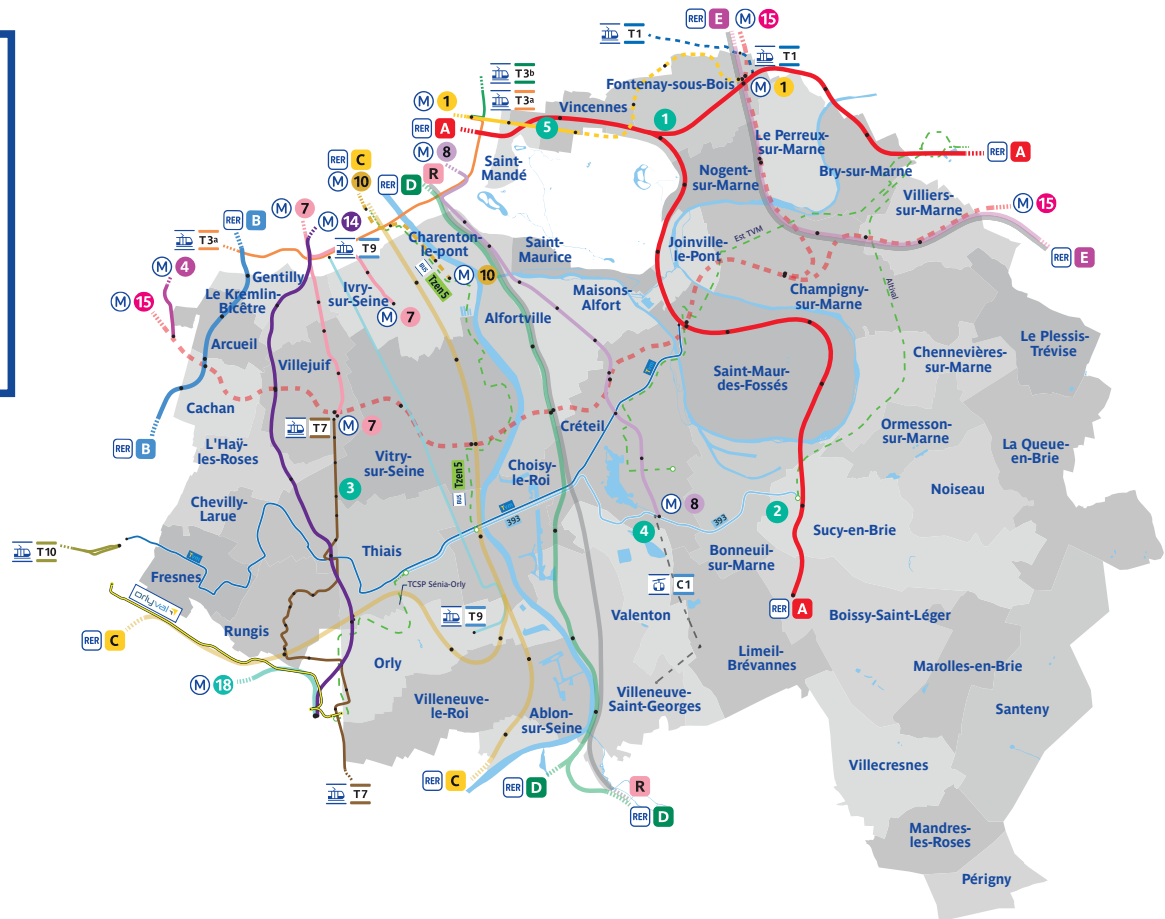 RER E M 15
T1
T1
Fontenay-sous-Bois
M 1
T3b
T3a
M 1
Vincennes
5
1
RER A
Le Perreux-
sur-Marne
RER A
M 8
RER C
Saint-
Mandé
Nogent-
sur-Marne
Bry-sur-Marne
M 10
RER D
R
Villiers-
sur-Marne
M 15
M 7
RER B
M 14
T3a
T9
Charenton-
le-pont
Saint-
Maurice
Joinville-
le-Pont
Est TVM
RER E
M 4
Gentilly
BUS
Tzen 5
M 10
Altival
M 15
Le Kremlin-
Bicêtre
Ivry-
sur-Seine
M 7
Maisons-
Alfort
Champigny-
sur-Marne
Alfortville
Arcueil
Le Plessis-
Trévise
Villejuif
Chennevières-
sur-Marne
Saint-Maur-
des-Fossés
Cachan
T7
M 7
Créteil
Ormesson-
sur-Marne
RER B
L'Haÿ-
les-Roses
La Queue-
en-Brie
Vitry-
sur-Seine
Choisy-
le-Roi
Tzen 5
BUS
3
Noiseau
Chevilly-
Larue
M 8
393
393
2
4
Sucy-en-Brie
T10
Thiais
Bonneuil-
sur-Marne
Fresnes
TCSP Sénia-Orly
C1
orlyval
RER A
T9
Valenton
Boissy-Saint-Léger
RER C
Rungis
Limeil-
Brévannes
Orly
Marolles-en-Brie
M 18
Villeneuve-
le-Roi
Villeneuve-
Saint-Georges
Santeny
Ablon-
sur-Seine
Villecresnes
RER C
RER D
R
T7
RER D
Mandres-
les-Roses
Périgny